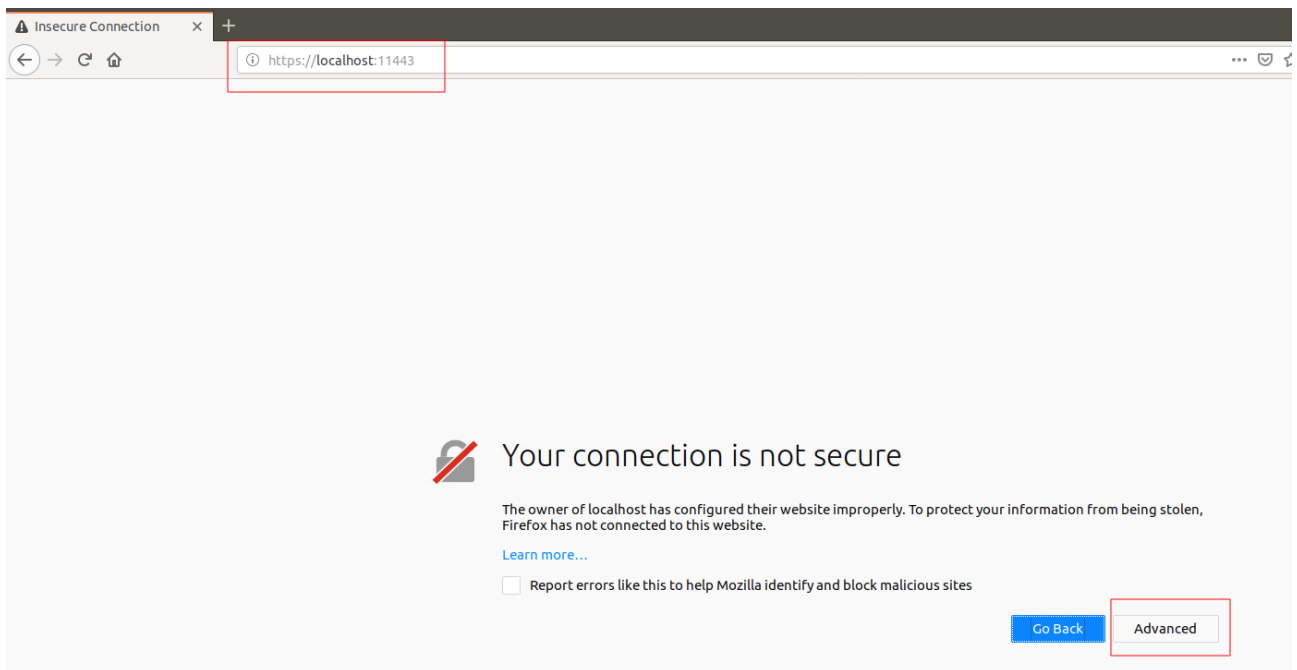 Insecure Connection
https://localhost:11443
Your connection is not secure
The owner of localhost has configured their website improperly. To protect your information from being stolen,
Firefox has not connected to this website.
Learn more…
Report errors like this to help Mozilla identify and block malicious sites
Go Back
Advanced